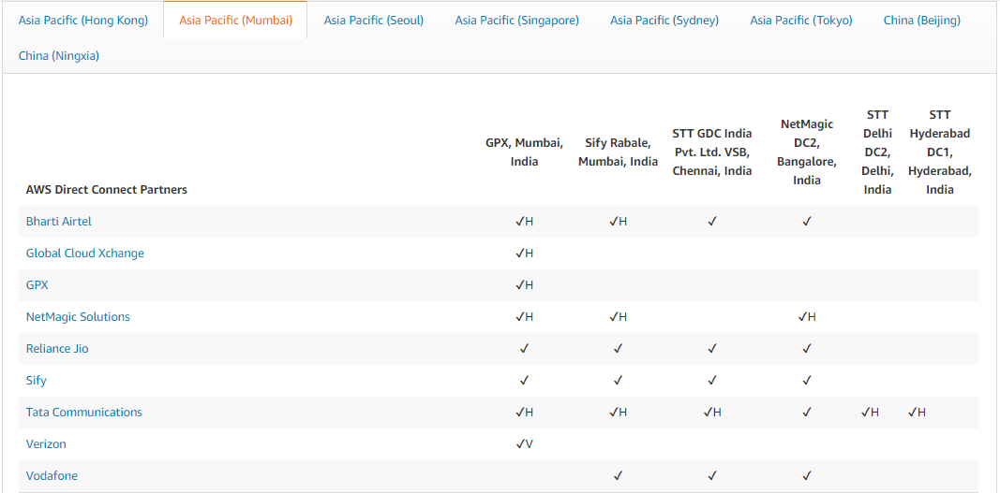 Asia Pacific (Hong Kong) Asia Pacific (Mumbai) Asia Pacific (Seoul) Asia Pacific (Singapore) Asia Pacific (Sydney) Asia Pacific (Tokyo) China (Beijing)
China (Ningxia)
AWS Direct Connect Partners
GPX, Mumbai,
India
Sify Rabale,
Mumbai, India
STT GDC India
Pvt. Ltd. VSB,
Chennai, India
NetMagic
DC2,
Bangalore,
India
STT
Delhi
DC2,
Delhi,
India
STT
Hyderabad
DC1,
Hyderabad,
India
Bharti Airtel ✓H ✓H ✓ ✓
Global Cloud Xchange ✓H
GPX ✓H
NetMagic Solutions ✓H ✓H ✓H
Reliance Jio ✓ ✓ ✓ ✓
Sify ✓ ✓ ✓ ✓
Tata Communications ✓H ✓H ✓H ✓ ✓H ✓H
Verizon ✓V
Vodafone ✓ ✓ ✓